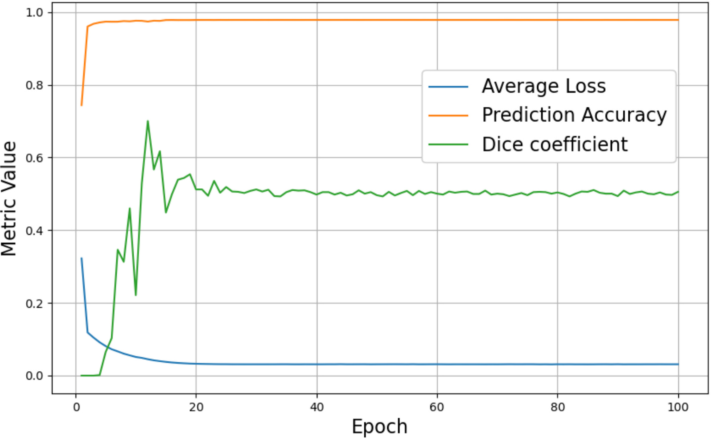 1.0
0.8
0.6
0.4
0.2
0.0
Metric Value
Average Loss
Prediction Accuracy
Dice coefficient
0 20 40 60 80 100
Epoch